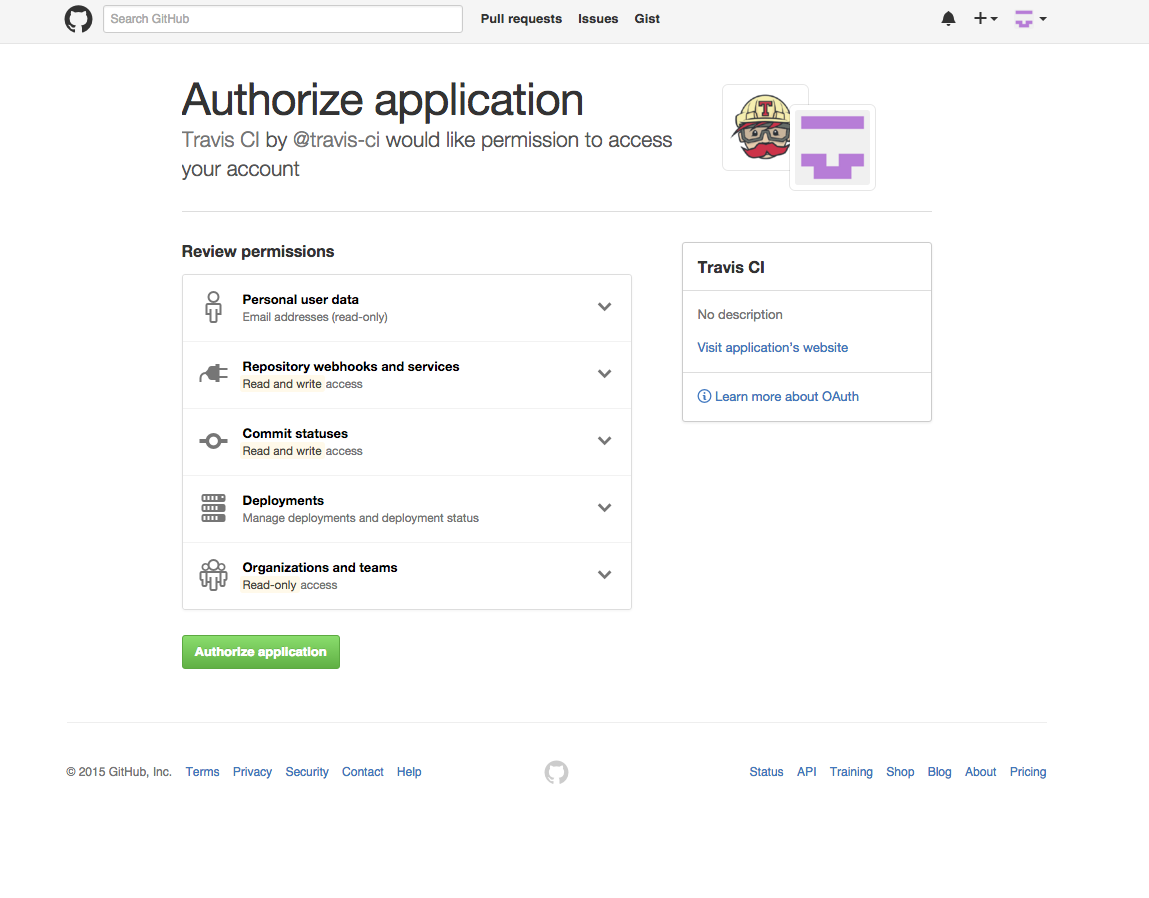 Search GitHub
Pull requests
Issues
Gist
Authorize application
Travis CI by @travis-ci would like permission to access
your account
T
Review permissions
Personal user data
Email addresses (read-only)
Repository webhooks and services
Read and write access
Commit statuses
Read and write access
Deployments
Manage deployments and deployment status
Organizations and teams
Read-only access
Authorize application
Travis CI
No description
Visit application's website
Learn more about OAuth
© 2015 GitHub, Inc. Terms Privacy Security Contact Help
Status API Training Shop Blog About Pricing